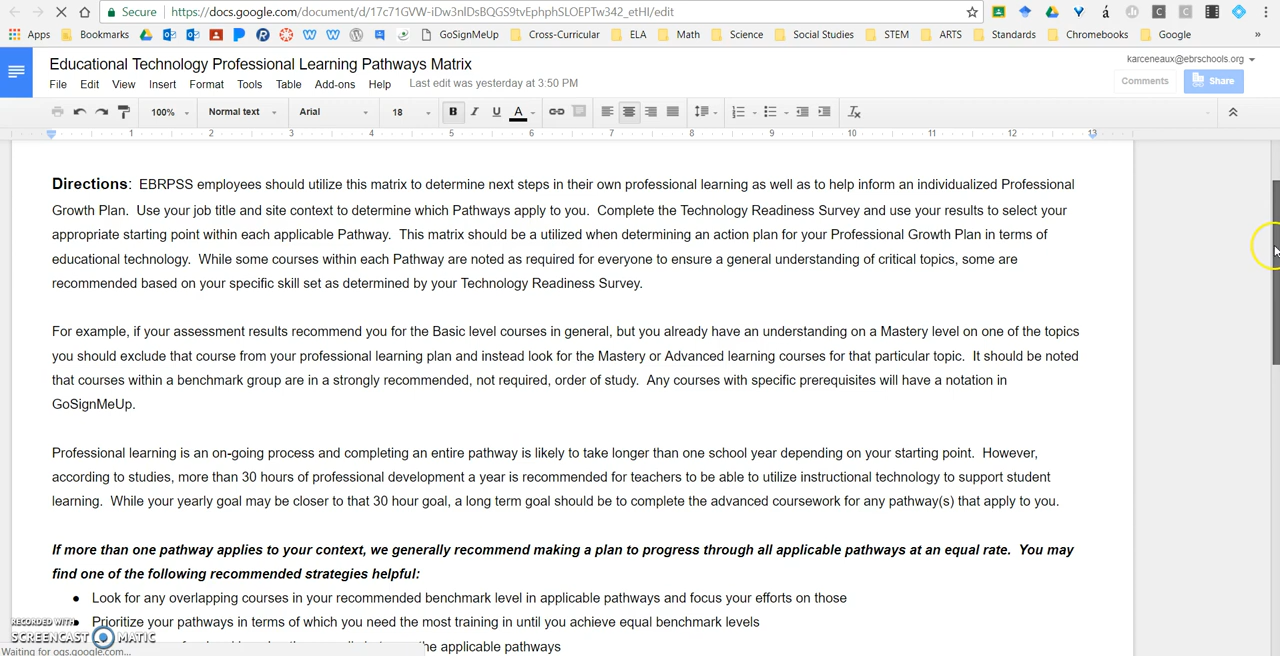 Secure https://docs.google.com/document/d/17c71GVW-iDw3nlDsBQGS9tvEphphSLOEPTw342_etHI/edit
Apps Bookmarks GoSignMeUp Cross-Curricular ELA Math Science Social Studies STEM ARTS Standards Chromebooks Google »
Educational Technology Professional Learning Pathways Matrix
karceneaux@ebrschools.org
File Edit View Insert Format Tools Table Add-ons Help Last edit was yesterday at 3:50 PM
Comments Share
100% Normal text Arial 18 B I U A
1 2 3 4 5 6 7 8 9 10 11 12 13
Directions: EBRPSS employees should utilize this matrix to determine next steps in their own professional learning as well as to help inform an individualized Professional
Growth Plan. Use your job title and site context to determine which Pathways apply to you. Complete the Technology Readiness Survey and use your results to select your
appropriate starting point within each applicable Pathway. This matrix should be a utilized when determining an action plan for your Professional Growth Plan in terms of
educational technology. While some courses within each Pathway are noted as required for everyone to ensure a general understanding of critical topics, some are
recommended based on your specific skill set as determined by your Technology Readiness Survey.
For example, if your assessment results recommend you for the Basic level courses in general, but you already have an understanding on a Mastery level on one of the topics
you should exclude that course from your professional learning plan and instead look for the Mastery or Advanced learning courses for that particular topic. It should be noted
that courses within a benchmark group are in a strongly recommended, not required, order of study. Any courses with specific prerequisites will have a notation in
GoSignMeUp.
Professional learning is an on-going process and completing an entire pathway is likely to take longer than one school year depending on your starting point. However,
according to studies, more than 30 hours of professional development a year is recommended for teachers to be able to utilize instructional technology to support student
learning. While your yearly goal may be closer to that 30 hour goal, a long term goal should be to complete the advanced coursework for any pathway(s) that apply to you.
If more than one pathway applies to your context, we generally recommend making a plan to progress through all applicable pathways at an equal rate. You may
find one of the following recommended strategies helpful:
● Look for any overlapping courses in your recommended benchmark level in applicable pathways and focus your efforts on those
● Prioritize your pathways in terms of which you need the most training in until you achieve equal benchmark levels
the applicable pathways
RECORDED WITH
SCREENCAST MATIC
Waiting for ogs.google.com...